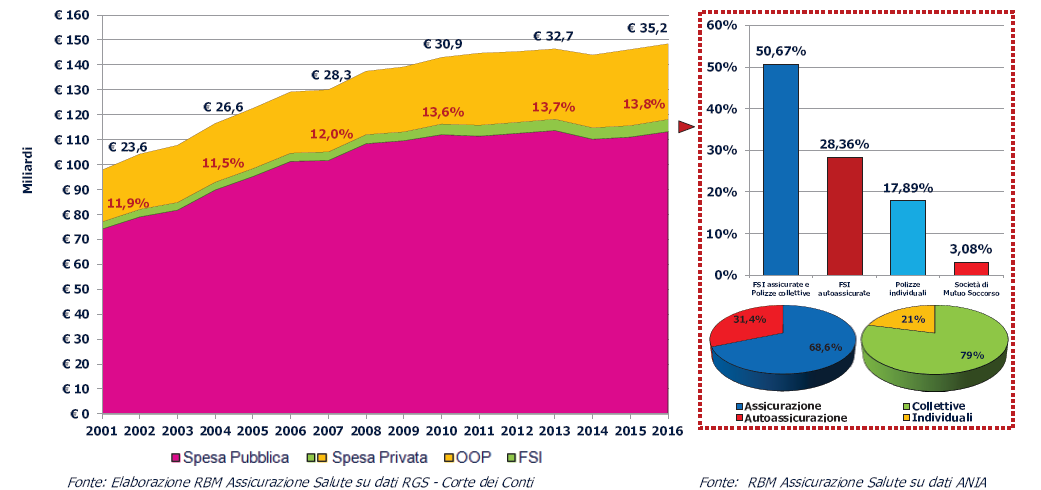 € 160
€ 150
€ 140
€ 130
€ 120
€ 110
€ 100
€ 90
€ 80
€ 70
€ 60
€ 50
€ 40
€ 30
€ 20
€ 10
€ 0
Miliardi
€ 23,6
€ 26,6
€ 28,3
€ 30,9
€ 32,7
€ 35,2
11,9%
11,5%
12,0%
13,6%
13,7%
13,8%
2001 2002 2003 2004 2005 2006 2007 2008 2009 2010 2011 2012 2013 2014 2015 2016
Spesa Pubblica Spesa Privata OOP FSI
Fonte: Elaborazione RBM Assicurazione Salute su dati RGS - Corte dei Conti
60%
50%
40%
30%
20%
10%
0%
50,67%
28,36%
17,89%
3,08%
FSI assicurate e
Polizze collettive
FSI
autoassicurate
Polizze
individuali
Società di
Mutuo Soccorso
31,4%
68,6%
21%
79%
Assicurazione
Autoassicurazione
Collettive
Individuali
Fonte: RBM Assicurazione Salute su dati ANIA